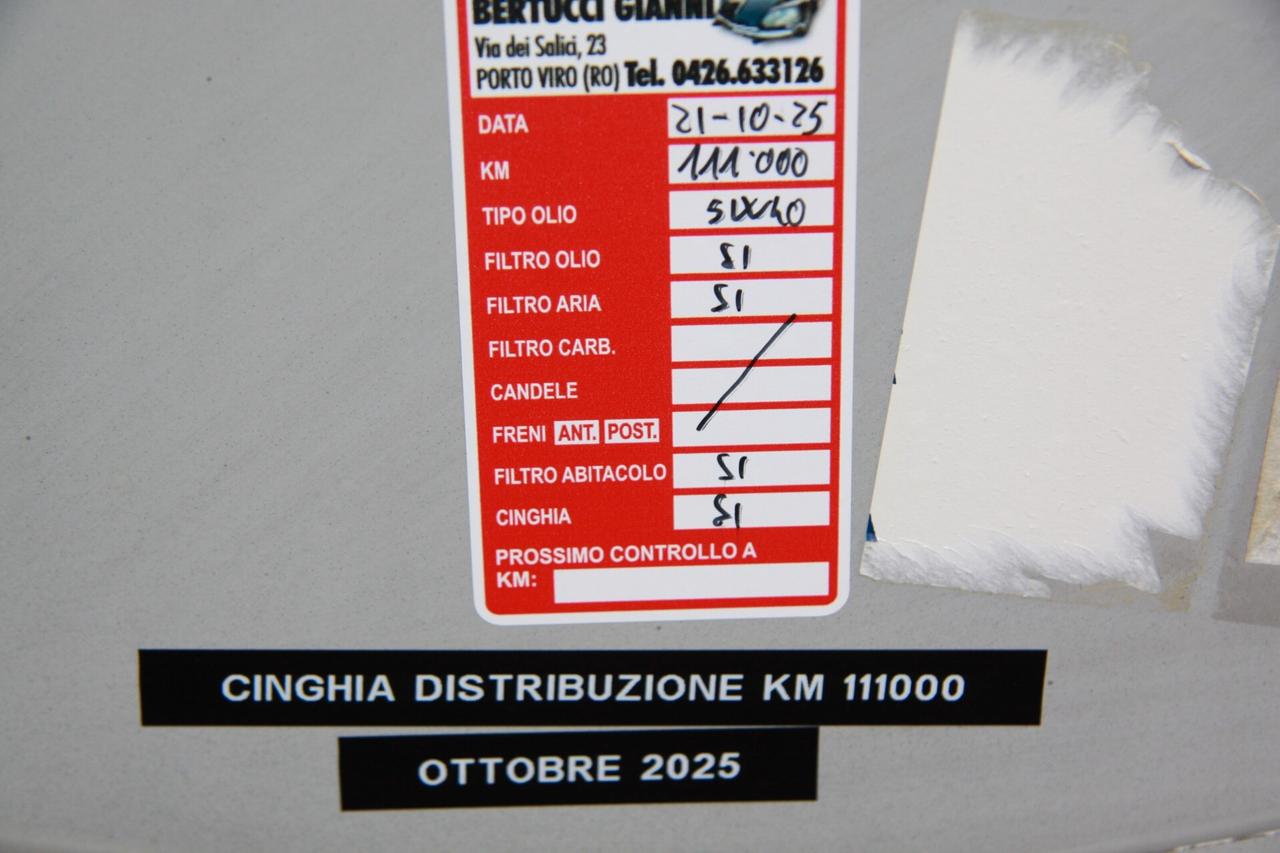 BERTUCCI GIANNI
Via dei Salici, 23
PORTO VIRO (RO) Tel. 0426.633126
DATA 21-10-25
KM 111'000
TIPO OLIO 5W40
FILTRO OLIO SI
FILTRO ARIA SI
FILTRO CARB.
CANDELE
FRENI ANT. POST.
FILTRO ABITACOLO SI
CINGHIA SI
PROSSIMO CONTROLLO A
KM:
CINGHIA DISTRIBUZIONE KM 111000
OTTOBRE 2025